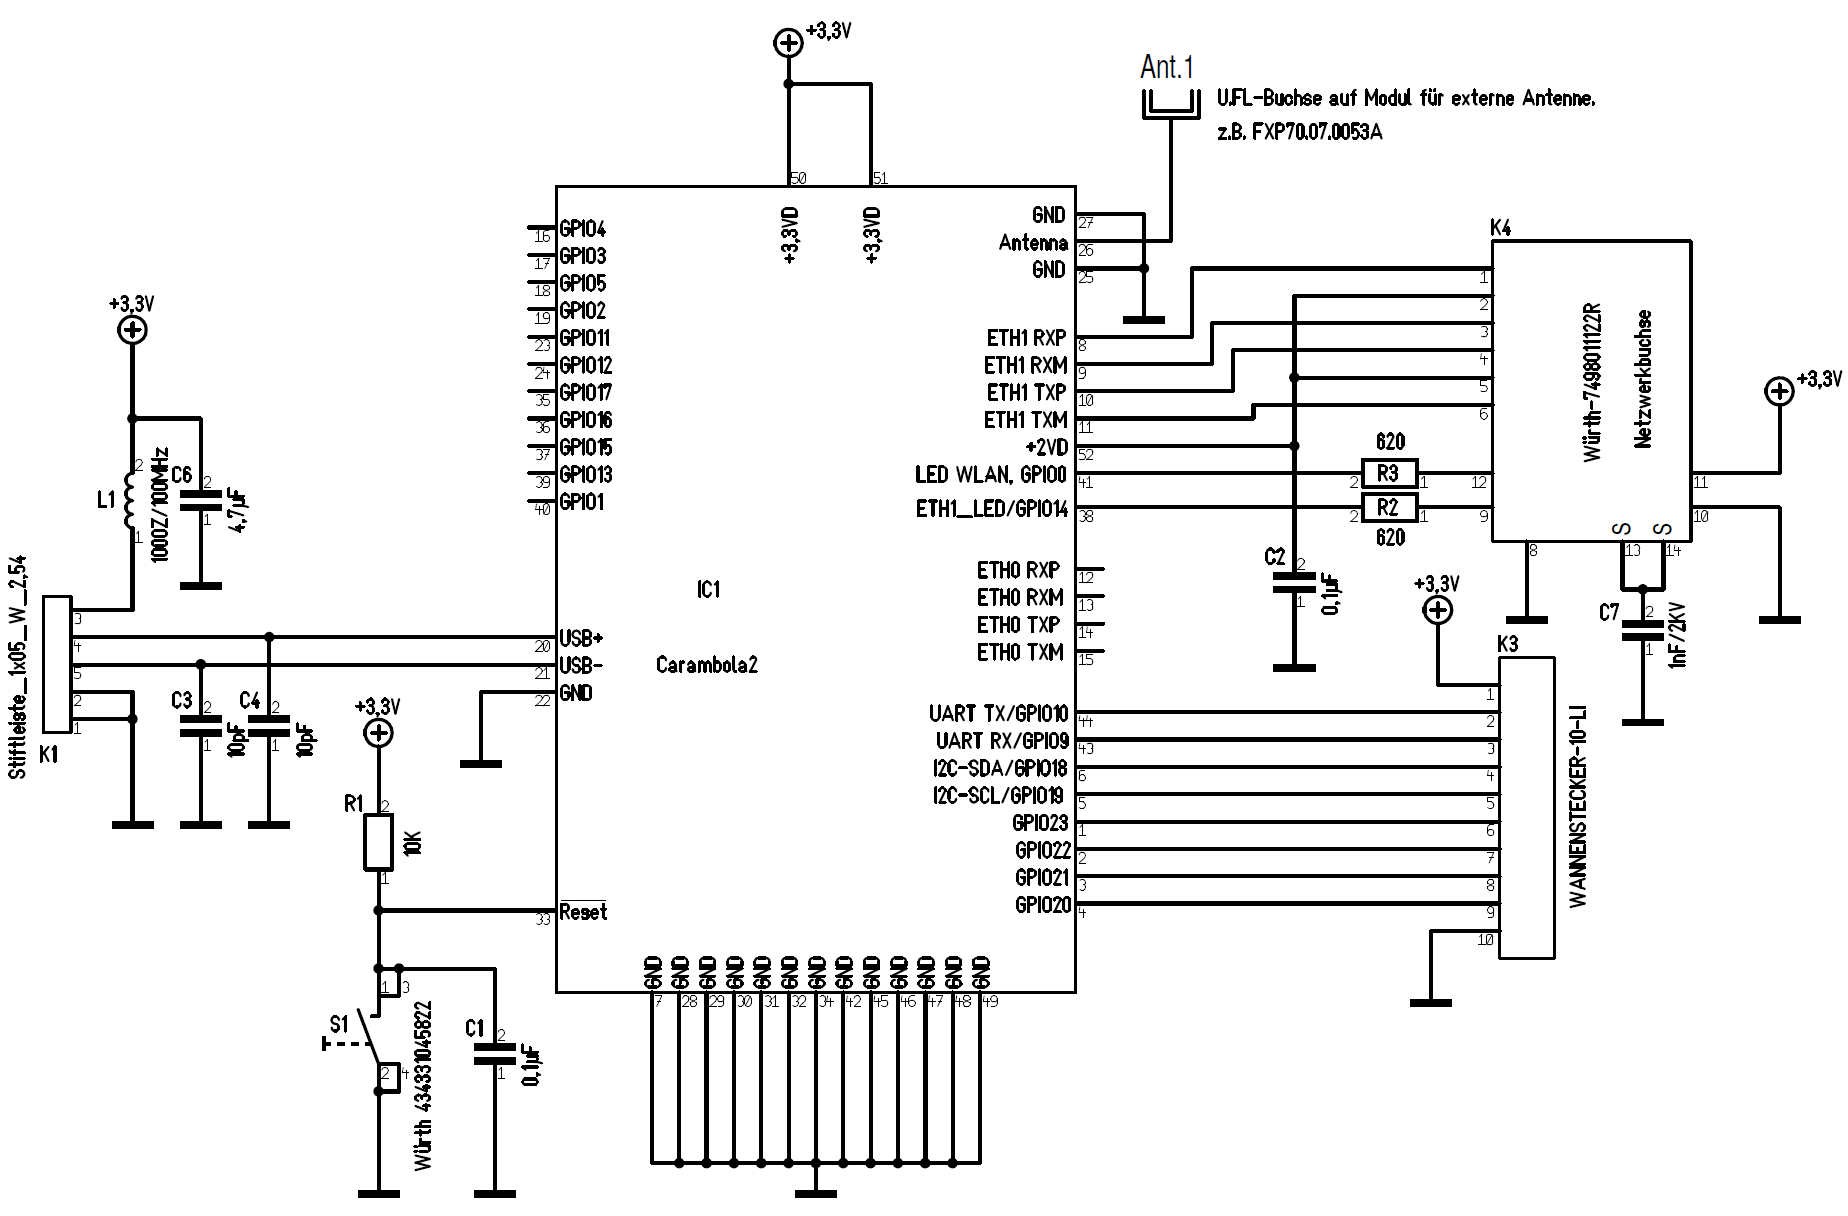 +3,3V
Ant.1
U.FL-Buchse auf Modul für externe Antenne.
z.B. FXP70.07.0053A
50
51
+3,3VD
+3,3VD
16 GPIO4
17 GPIO3
18 GPIO5
19 GPIO2
23 GPIO11
24 GPIO12
35 GPIO17
36 GPIO16
37 GPIO15
39 GPIO13
40 GPIO1
GND 27
Antenna 26
GND 25
ETH1 RXP 8
ETH1 RXM 9
ETH1 TXP 10
ETH1 TXM 11
+2VD 52
LED WLAN, GPIO0 41
ETH1_LED/GPIO14 38
ETH0 RXP 12
ETH0 RXM 13
ETH0 TXP 14
ETH0 TXM 15
UART TX/GPIO10 44
UART RX/GPIO9 43
I2C-SDA/GPIO18 6
I2C-SCL/GPIO19 5
GPIO23 1
GPIO22 2
GPIO21 3
GPIO20 4
IC1
Carambola2
20 USB+
21 USB-
22 GND
33 Reset
GND GND GND GND GND GND GND GND GND GND GND GND GND
7 28 29 30 31 32 34 42 45 46 47 48 49
+3,3V
L1
2
1
1000Z/100MHz
C6
2
1
4,7µF
Stiftleiste_1x05_W_2,54
K1
3
4
5
2
1
C3
2
1
10pF
C4
2
1
10pF
+3,3V
R1
2
1
10K
S1
1
3
2
4
Würth 434331045822
C1
2
1
0,1µF
K4
Würth-749801122R
Netzwerkbuchse
1
2
3
4
5
6
12
9
11
10
8
S
S
13
14
620
2 R3 1
2 R2 1
620
C2
2
1
0,1µF
+3,3V
C7
2
1
1nF/2KV
+3,3V
K3
1
2
3
4
5
6
7
8
9
10
WANNENSTECKER-10-LI